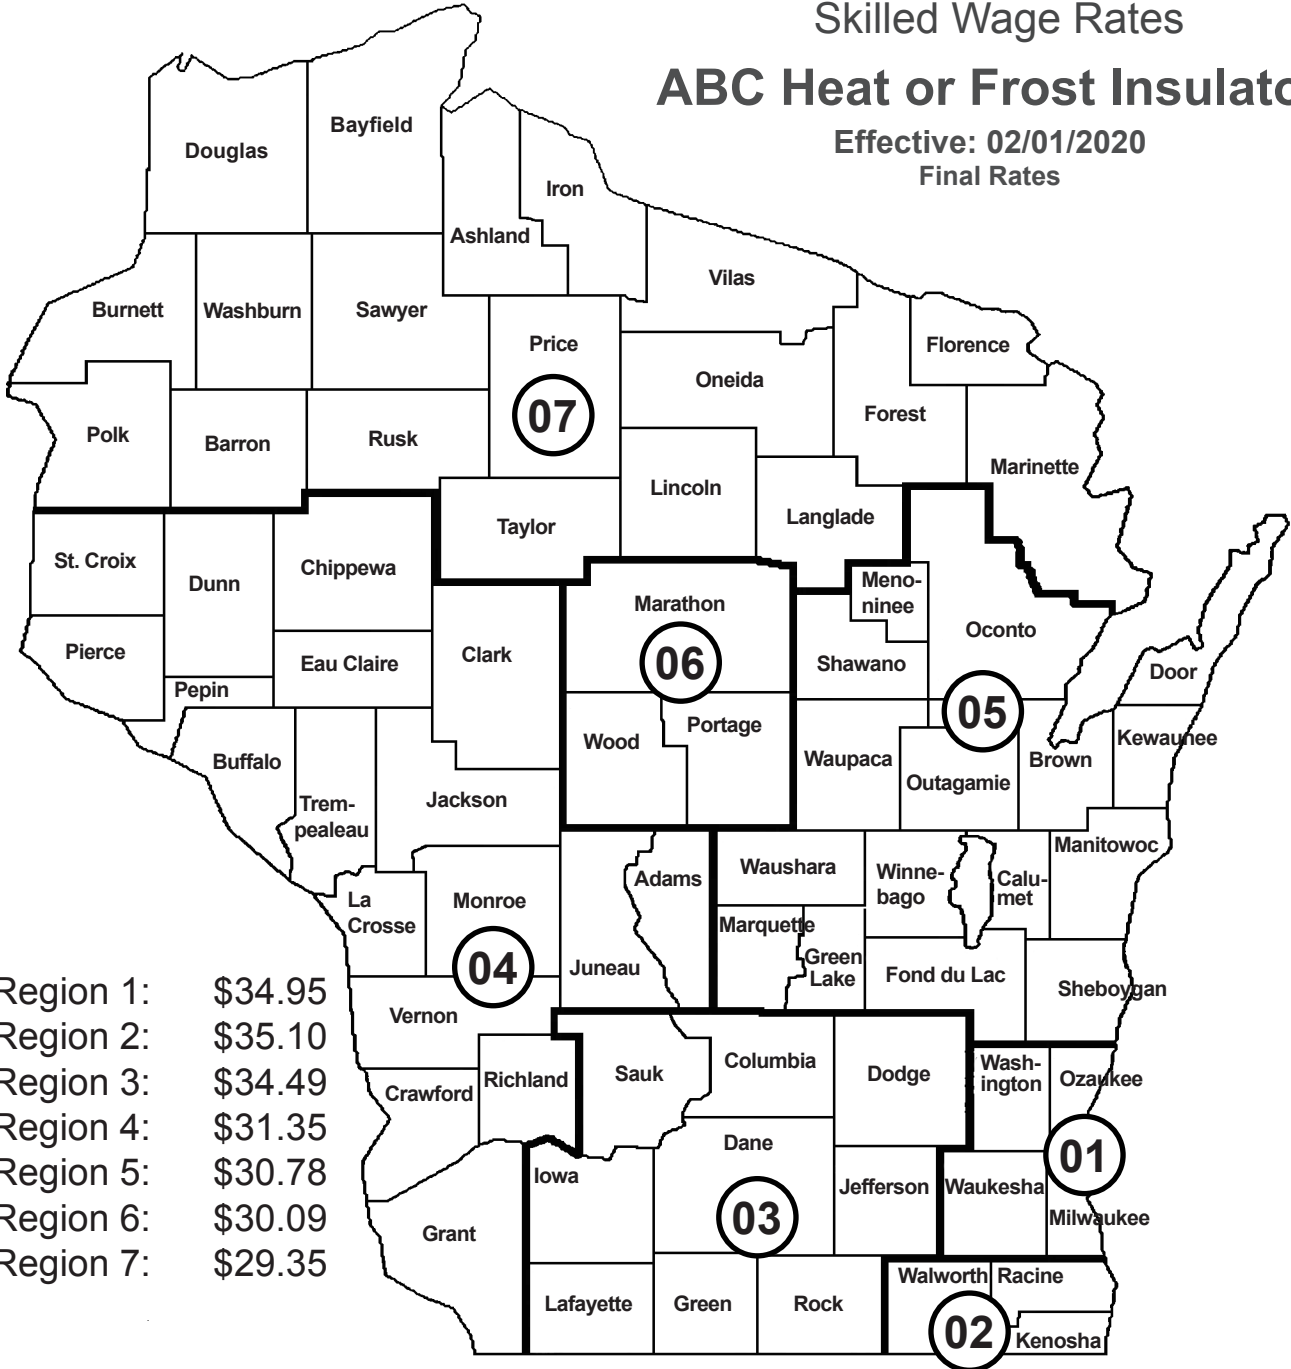 Skilled Wage Rates
ABC Heat or Frost Insulato
Effective: 02/01/2020
Final Rates
Douglas
Bayfield
Iron
Ashland
Vilas
Burnett
Washburn
Sawyer
Price
Florence
Oneida
07
Forest
Polk
Barron
Rusk
Marinette
Lincoln
Langlade
Taylor
St. Croix
Dunn
Chippewa
Meno-
ninee
Marathon
Oconto
Pierce
Eau Claire
Clark
06
Shawano
Door
Pepin
05
Portage
Wood
Kewaunee
Waupaca
Brown
Buffalo
Outagamie
Trem-
pealeau
Jackson
Manitowoc
Waushara
Winne-
bago
Calu-
met
Adams
La
Crosse
Monroe
Marquette
Green
Lake
Fond du Lac
04
Juneau
Sheboygan
Vernon
Region 1: $34.95
Region 2: $35.10
Region 3: $34.49
Region 4: $31.35
Region 5: $30.78
Region 6: $30.09
Region 7: $29.35
Columbia
Wash-
ington
Ozaukee
Sauk
Dodge
Richland
Crawford
Dane
01
Iowa
Jefferson
Waukesha
03
Milwaukee
Grant
Walworth
Racine
Lafayette
Green
Rock
02
Kenosha